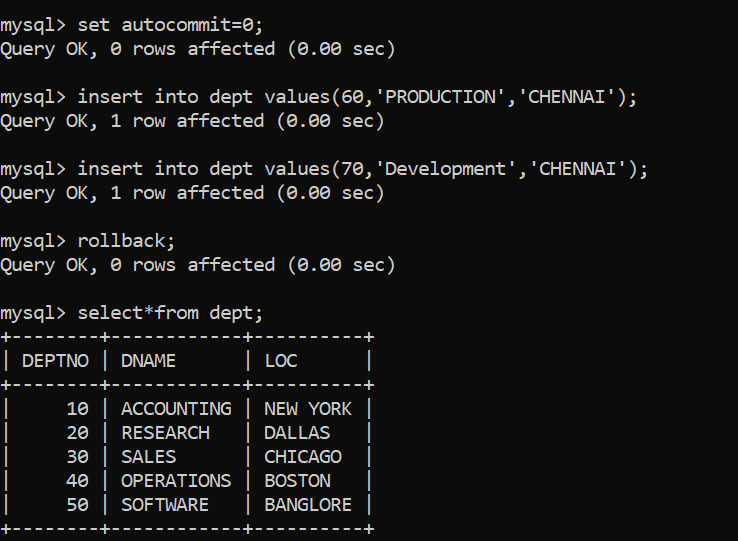 mysql> set autocommit=0;
Query OK, 0 rows affected (0.00 sec)
mysql> insert into dept values(60,'PRODUCTION','CHENNAI');
Query OK, 1 row affected (0.00 sec)
mysql> insert into dept values(70,'Development','CHENNAI');
Query OK, 1 row affected (0.00 sec)
mysql> rollback;
Query OK, 0 rows affected (0.00 sec)
mysql> select*from dept;
+--------+------------+----------+
| DEPTNO | DNAME      | LOC      |
+--------+------------+----------+
|     10 | ACCOUNTING | NEW YORK |
|     20 | RESEARCH   | DALLAS   |
|     30 | SALES      | CHICAGO  |
|     40 | OPERATIONS | BOSTON   |
|     50 | SOFTWARE   | BANGLORE |
+--------+------------+----------+